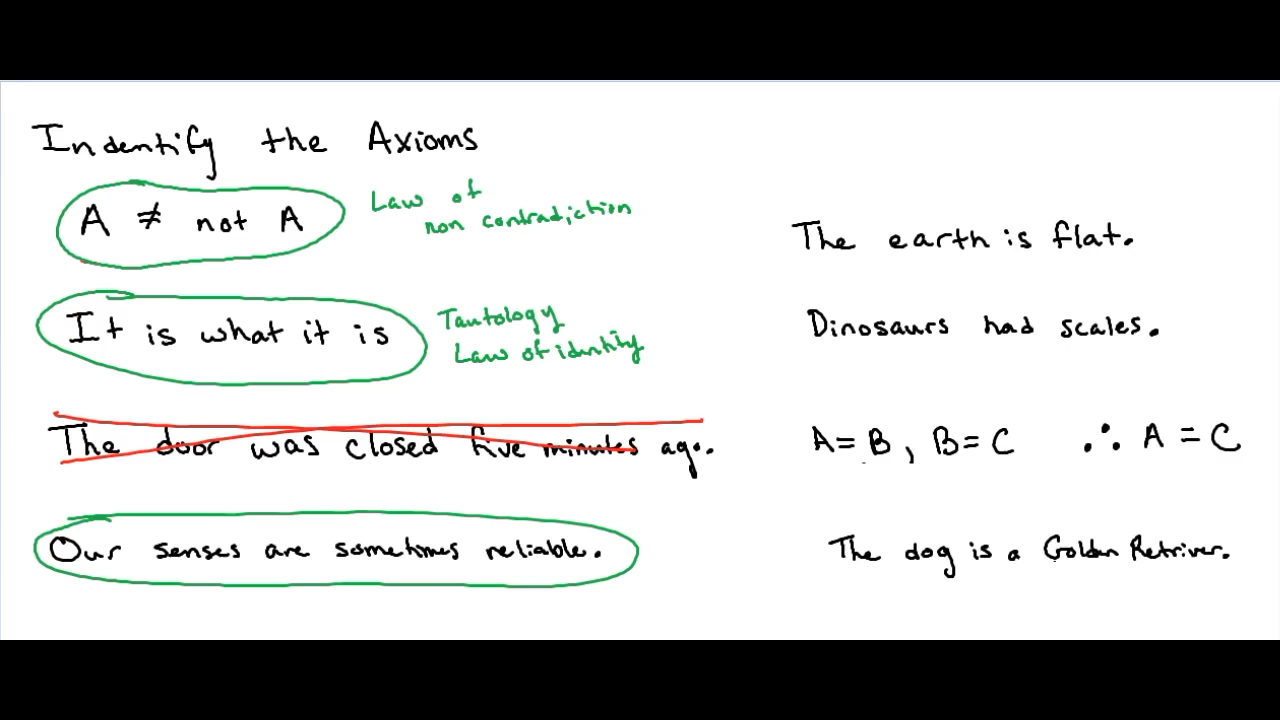 Indentify the Axioms
A ≠ not A
Law of
non contradiction
It is what it is
Tautology
Law of identity
The door was closed five minutes ago.
Our senses are sometimes reliable.
The earth is flat.
Dinosaurs had scales.
A = B , B = C ∴ A = C
The dog is a Golden Retriver.